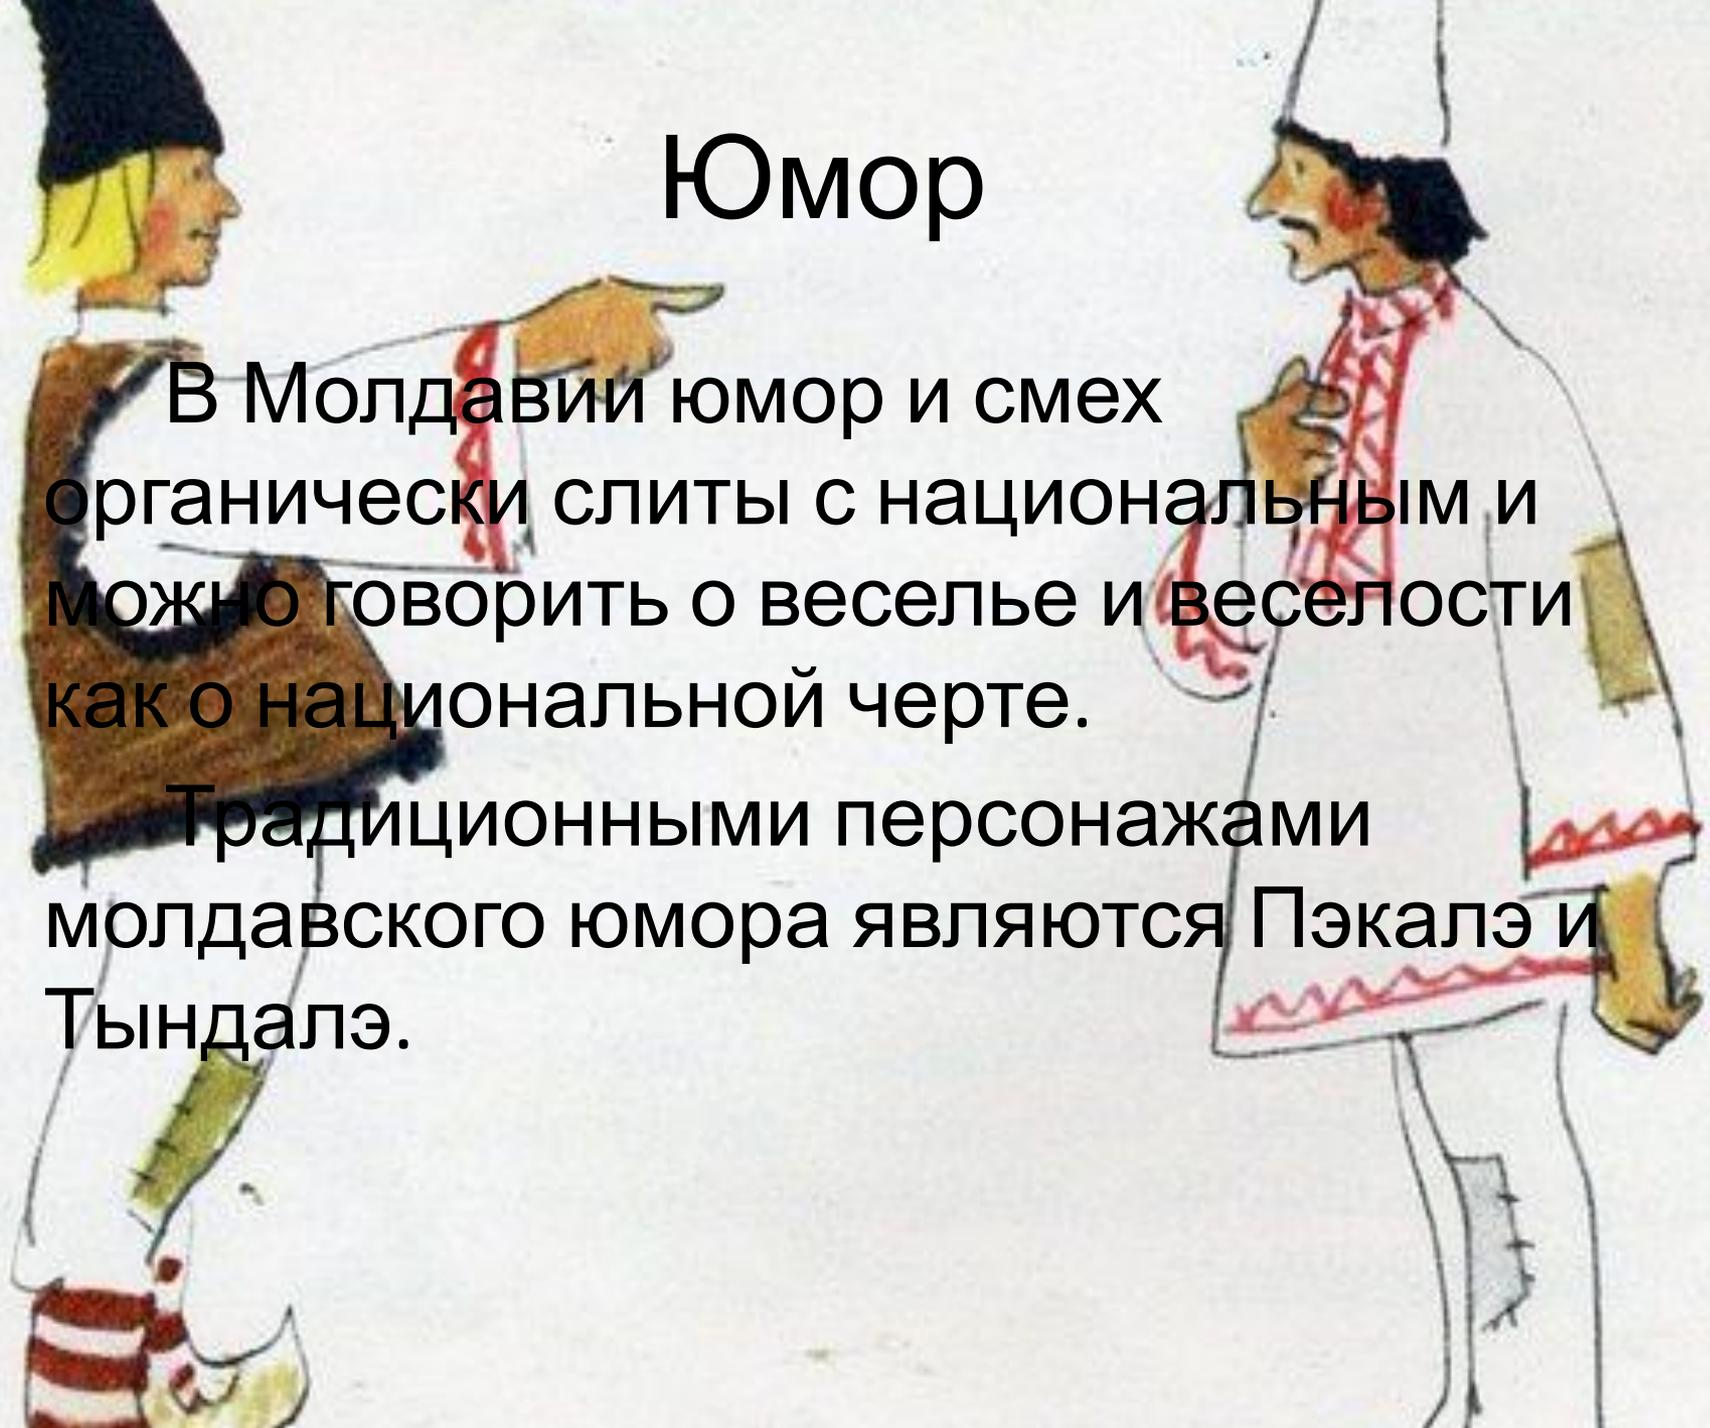 Юмор
В Молдавии юмор и смех
органически слиты с национальным и
можно говорить о веселье и веселости
как о национальной черте.
Традиционными персонажами
молдавского юмора являются Пэкалэ и
Тындалэ.